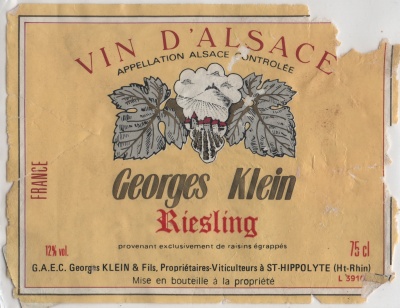 VIN D'ALSACE
APPELLATION ALSACE CONTROLÉE
FRANCE
Georges Klein
Riesling
12% vol.
provenant exclusivement de raisins égrappés
75 cl
G.A.E.C. Georges KLEIN & Fils, Propriétaires-Viticulteurs à ST-HIPPOLYTE (Ht-Rhin)
Mise en bouteille à la propriété